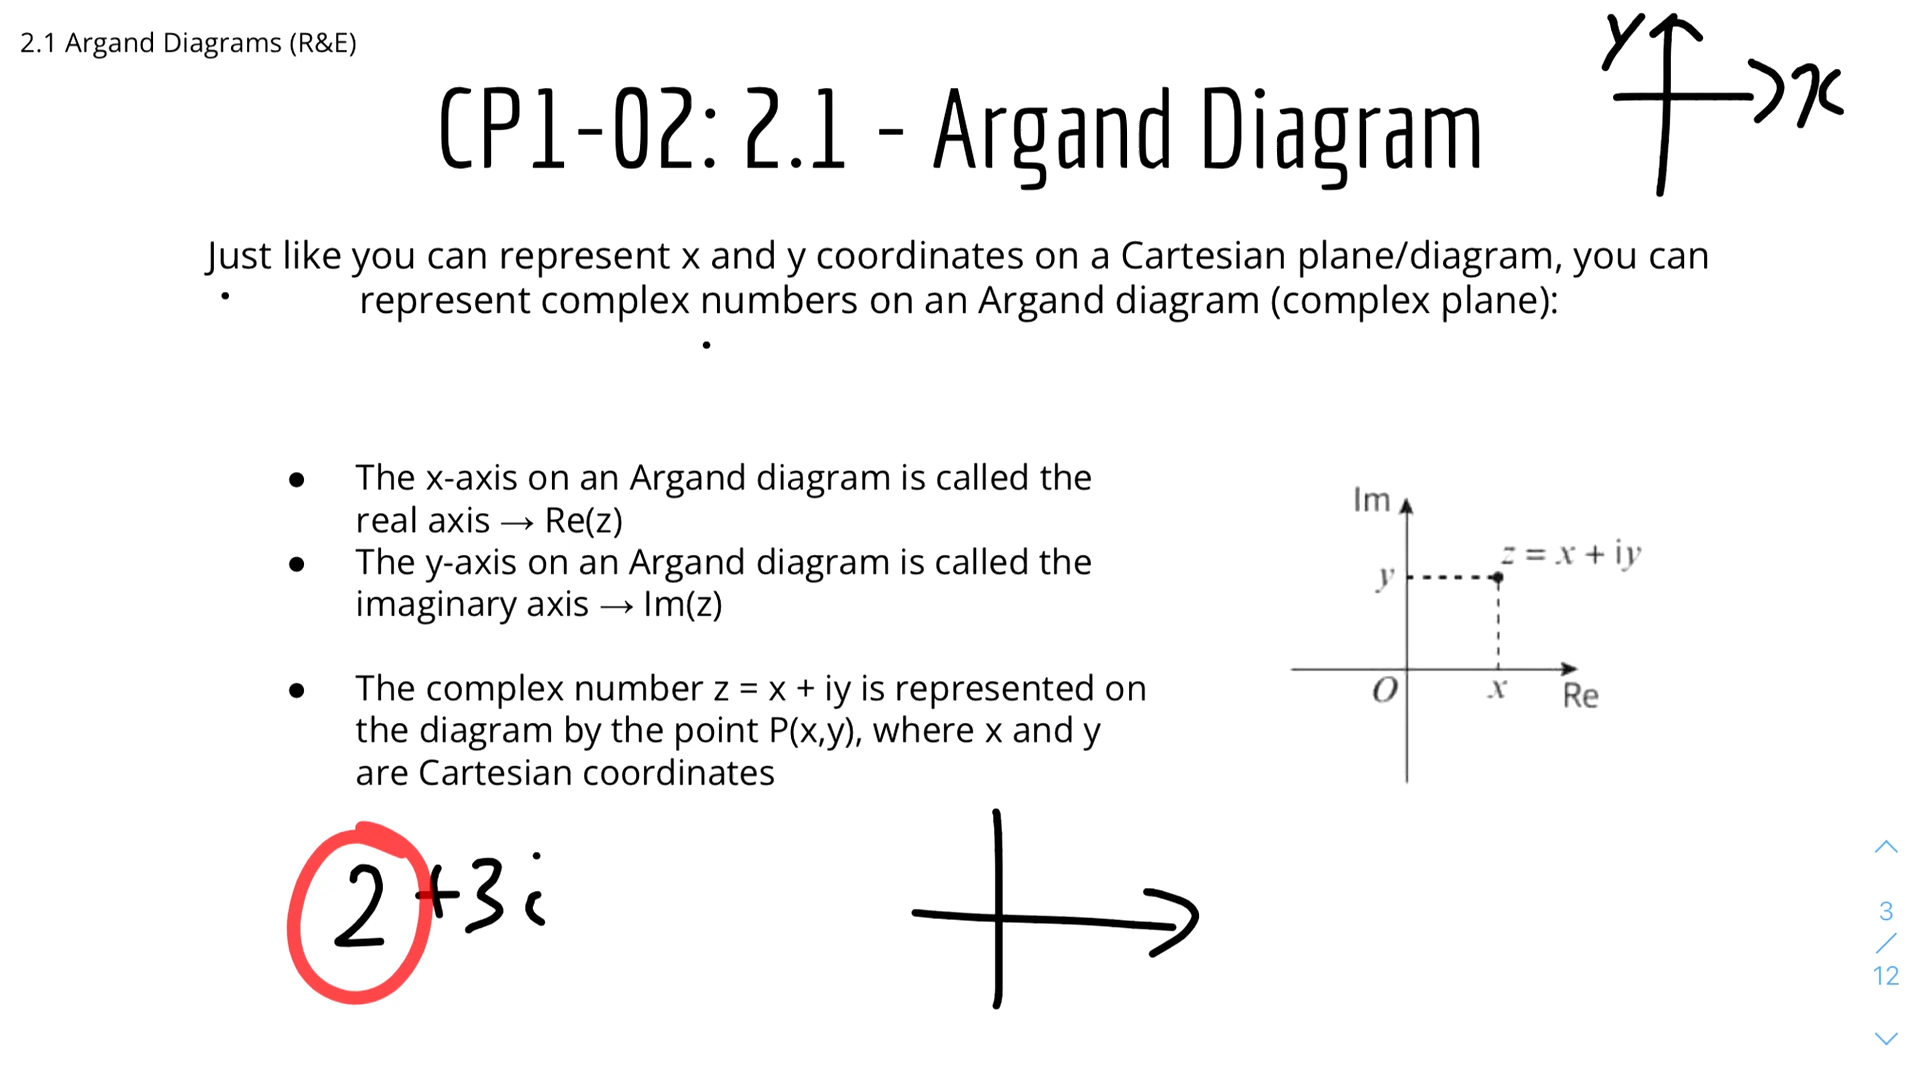 2.1 Argand Diagrams (R&E)
y
x
CP1-02: 2.1 - Argand Diagram
Just like you can represent x and y coordinates on a Cartesian plane/diagram, you can
represent complex numbers on an Argand diagram (complex plane):
● The x-axis on an Argand diagram is called the
real axis → Re(z)
● The y-axis on an Argand diagram is called the
imaginary axis → Im(z)
● The complex number z = x + iy is represented on
the diagram by the point P(x,y), where x and y
are Cartesian coordinates
Im
z = x + iy
y
O
x
Re
2+3i
3
/
12